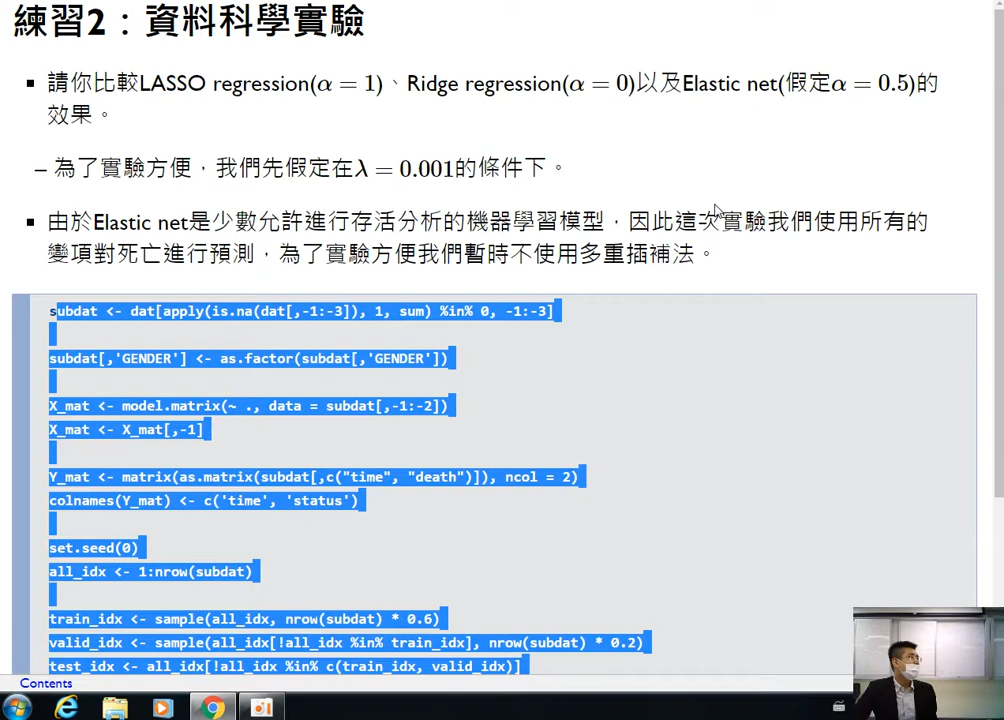 練習2：資料科學實驗
請你比較LASSO regression(α = 1)、Ridge regression(α = 0)以及Elastic net(假定α = 0.5)的
效果。
– 為了實驗方便，我們先假定在λ = 0.001的條件下。
由於Elastic net是少數允許進行存活分析的機器學習模型，因此這次實驗我們使用所有的
變項對死亡進行預測，為了實驗方便我們暫時不使用多重插補法。
subdat <- dat[apply(is.na(dat[,-1:-3]), 1, sum) %in% 0, -1:-3]
subdat[,'GENDER'] <- as.factor(subdat[,'GENDER'])
X_mat <- model.matrix(~ ., data = subdat[,-1:-2])
X_mat <- X_mat[,-1]
Y_mat <- matrix(as.matrix(subdat[,c("time", "death")]), ncol = 2)
colnames(Y_mat) <- c('time', 'status')
set.seed(0)
all_idx <- 1:nrow(subdat)
train_idx <- sample(all_idx, nrow(subdat) * 0.6)
valid_idx <- sample(all_idx[!all_idx %in% train_idx], nrow(subdat) * 0.2)
test_idx <- all_idx[!all_idx %in% c(train_idx, valid_idx)]
Contents